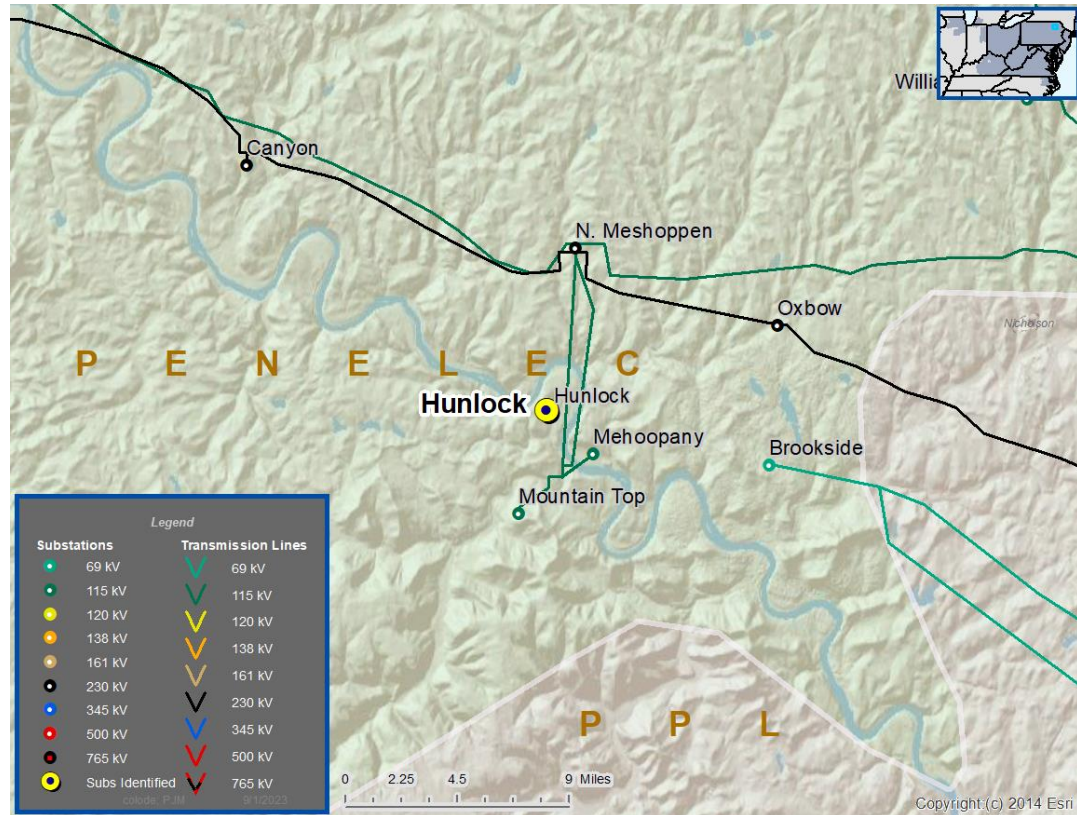 Willia
Canyon
N. Meshoppen
Oxbow
Nicholson
P E N E L E C
Hunlock
Hunlock
Mehoopany
Brookside
Mountain Top
P P L
Legend
Substations Transmission Lines
69 kV 69 kV
115 kV 115 kV
120 kV 120 kV
138 kV 138 kV
161 kV 161 kV
230 kV 230 kV
345 kV 345 kV
500 kV 500 kV
765 kV 765 kV
Subs Identified
9/1/2023
0 2.25 4.5 9 Miles
Copyright:(c) 2014 Esri